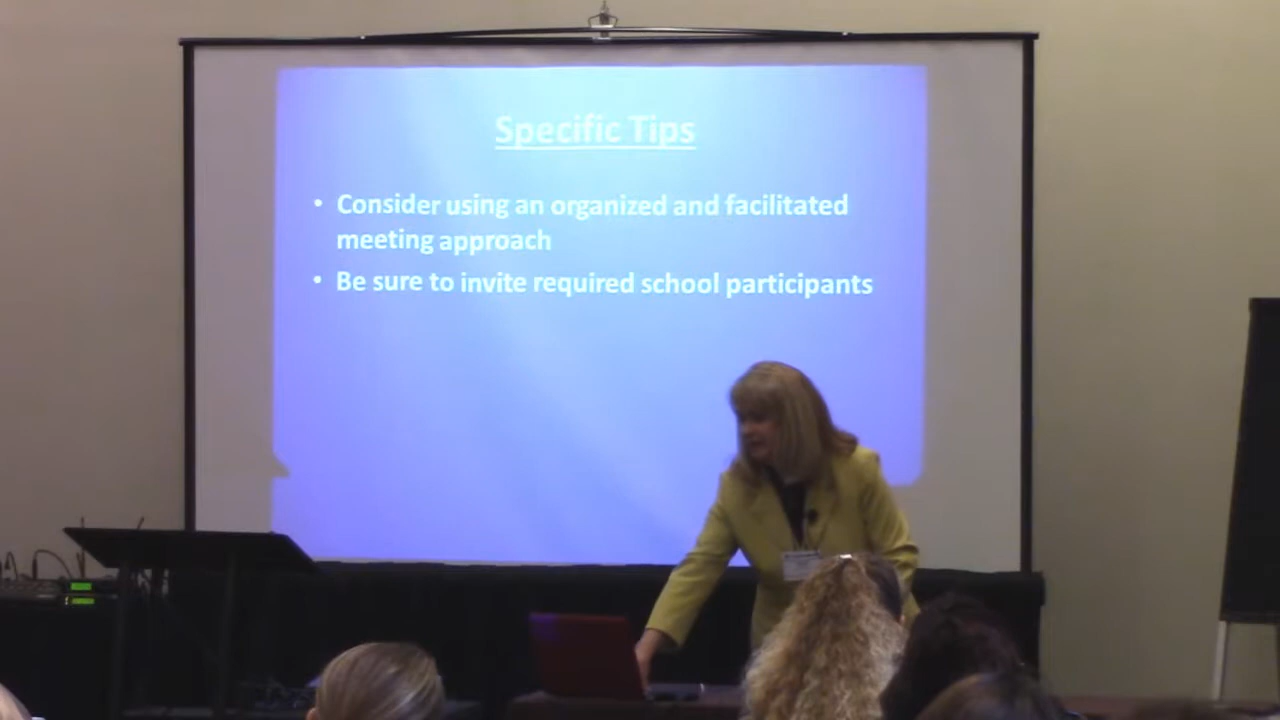 Specific Tips
• Consider using an organized and facilitated
meeting approach
• Be sure to invite required school participants